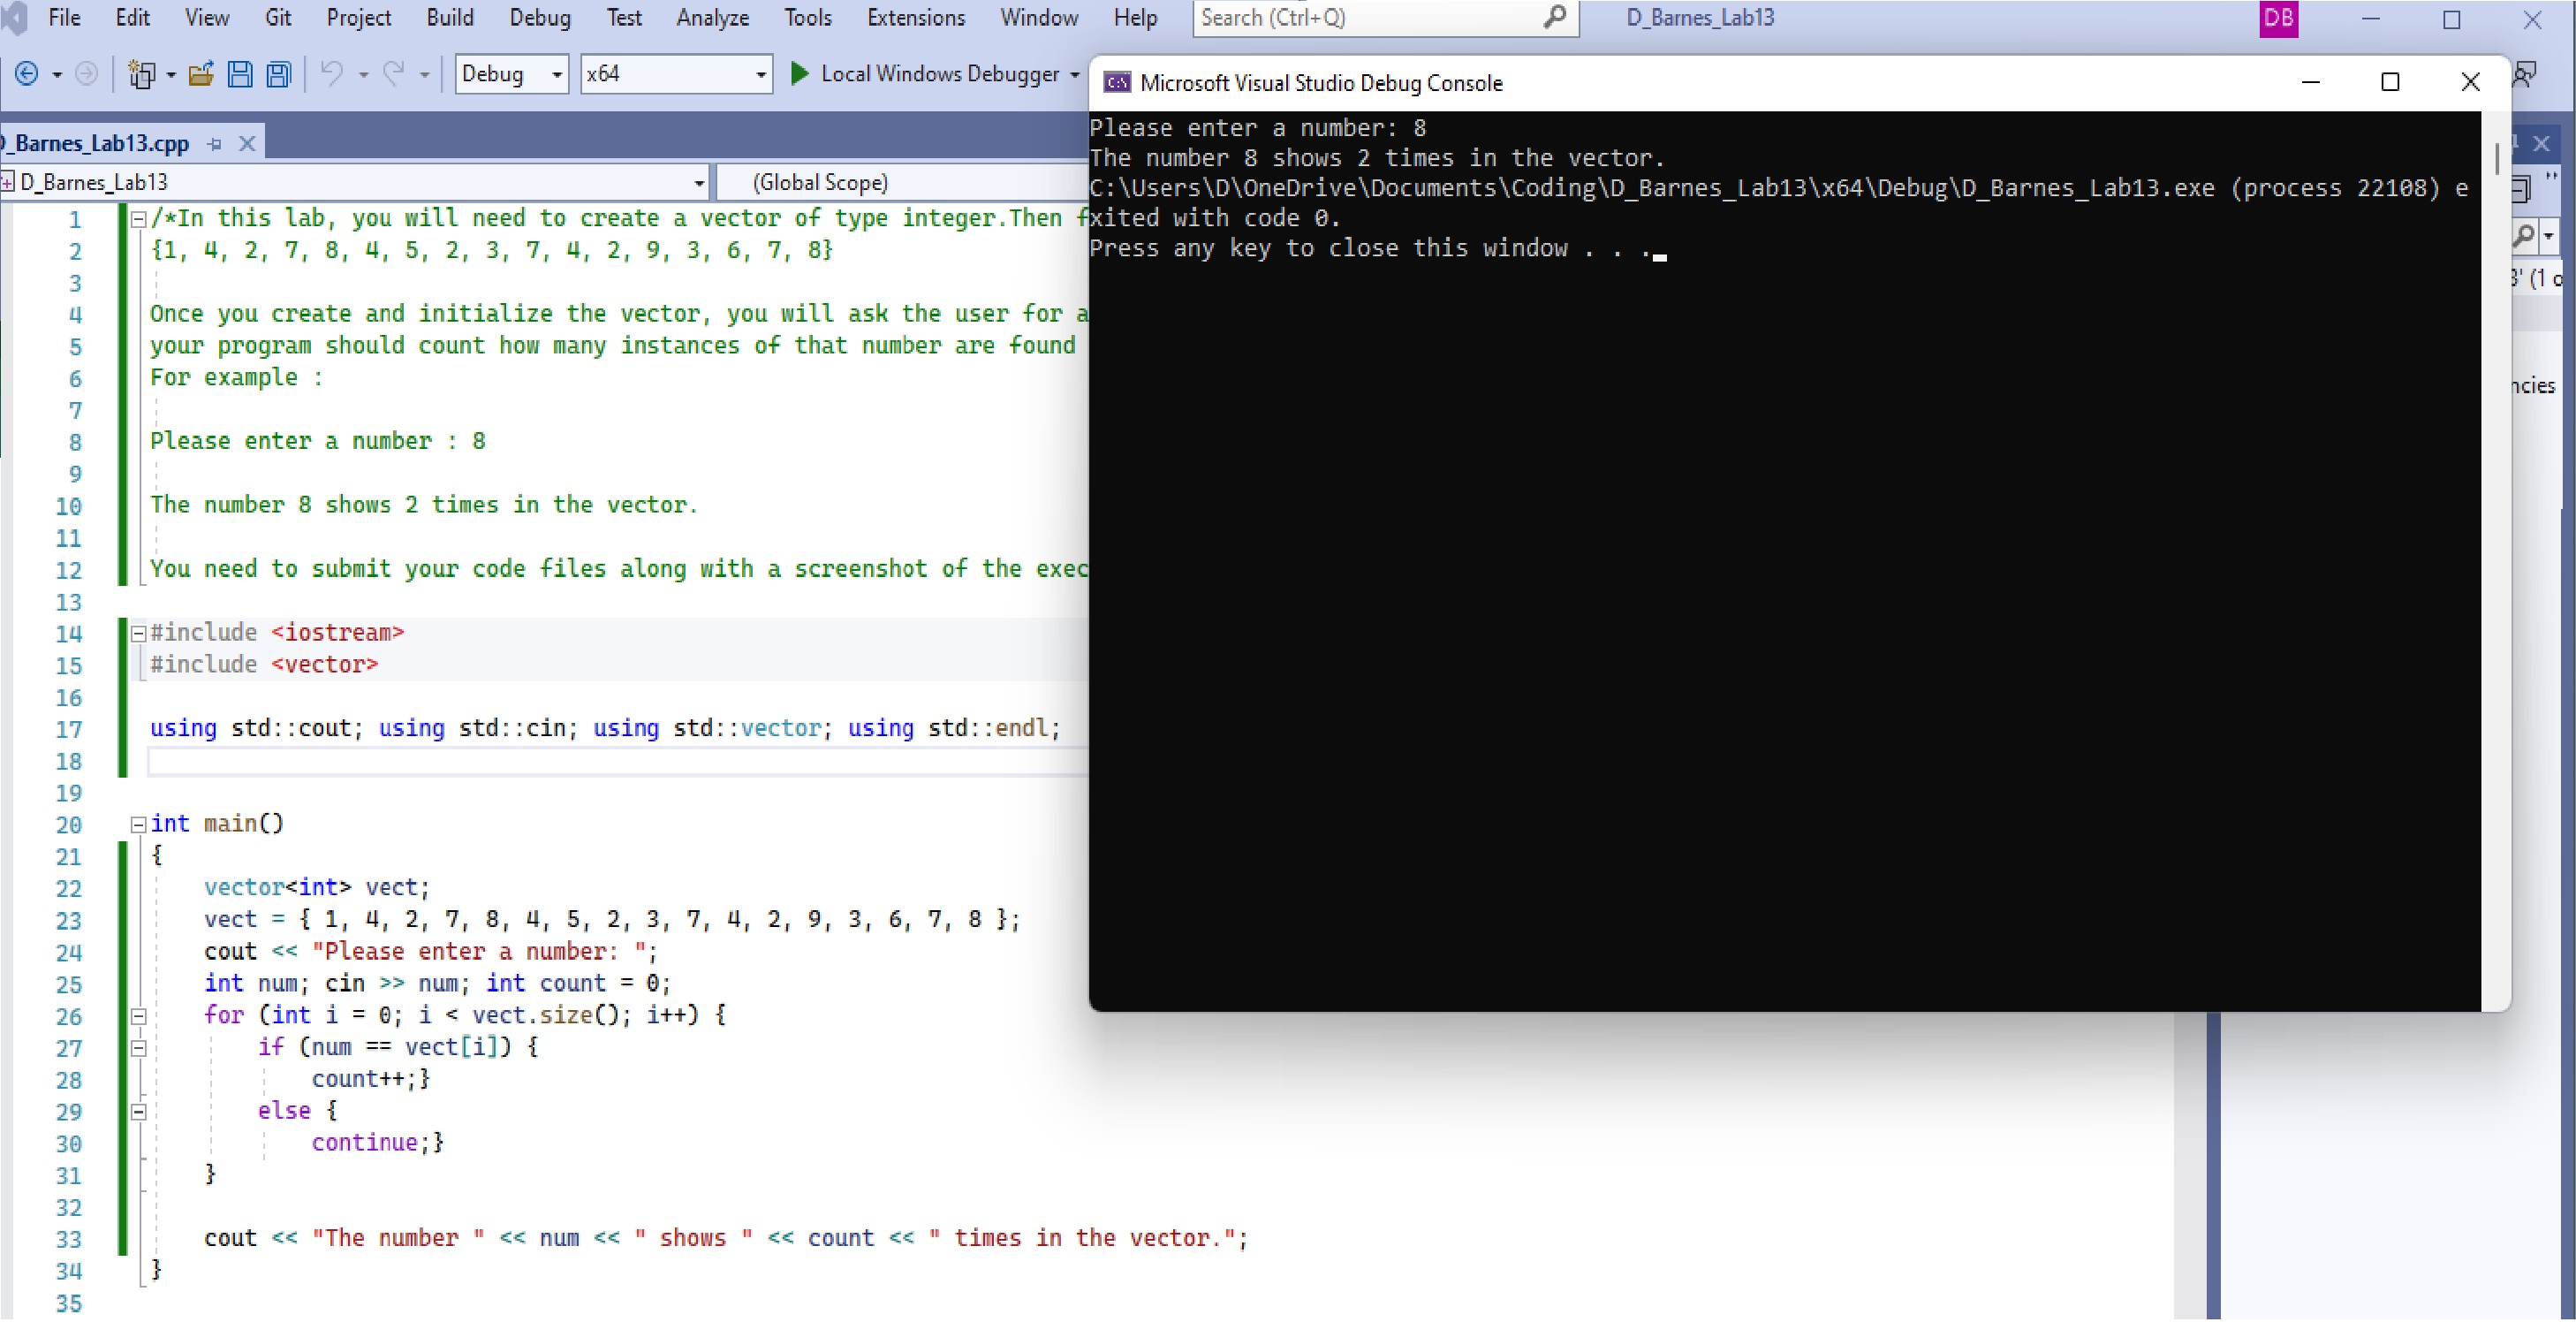 File Edit View Git Project Build Debug Test Analyze Tools Extensions Window Help Search (Ctrl+Q) D_Barnes_Lab13 DB
Debug x64 Local Windows Debugger
_Barnes_Lab13.cpp
D_Barnes_Lab13 (Global Scope)
1 /*In this lab, you will need to create a vector of type integer.Then f
2 {1, 4, 2, 7, 8, 4, 5, 2, 3, 7, 4, 2, 9, 3, 6, 7, 8}
3
4 Once you create and initialize the vector, you will ask the user for a
5 your program should count how many instances of that number are found
6 For example :
7
8 Please enter a number : 8
9
10 The number 8 shows 2 times in the vector.
11
12 You need to submit your code files along with a screenshot of the exec
13
14 #include <iostream>
15 #include <vector>
16
17 using std::cout; using std::cin; using std::vector; using std::endl;
18
19
20 int main()
21 {
22 vector<int> vect;
23 vect = { 1, 4, 2, 7, 8, 4, 5, 2, 3, 7, 4, 2, 9, 3, 6, 7, 8 };
24 cout << "Please enter a number: ";
25 int num; cin >> num; int count = 0;
26 for (int i = 0; i < vect.size(); i++) {
27 if (num == vect[i]) {
28 count++;}
29 else {
30 continue;}
31 }
32
33 cout << "The number " << num << " shows " << count << " times in the vector.";
34 }
35
Microsoft Visual Studio Debug Console
Please enter a number: 8
The number 8 shows 2 times in the vector.
C:\Users\D\OneDrive\Documents\Coding\D_Barnes_Lab13\x64\Debug\D_Barnes_Lab13.exe (process 22108) e
xited with code 0.
Press any key to close this window . . .
3' (1 o
ncies